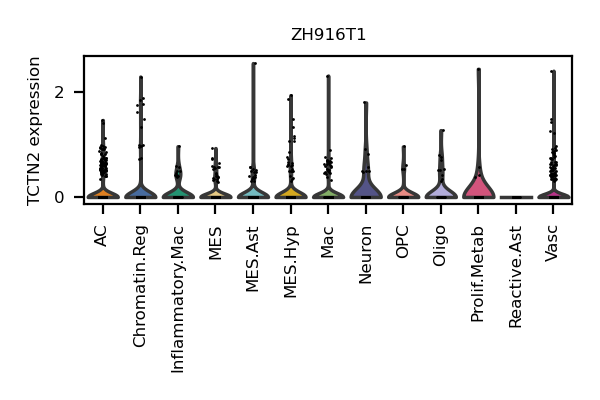 ZH916T1
TCTN2 expression
2
0
AC
Chromatin.Reg
Inflammatory.Mac
MES
MES.Ast
MES.Hyp
Mac
Neuron
OPC
Oligo
Prolif.Metab
Reactive.Ast
Vasc